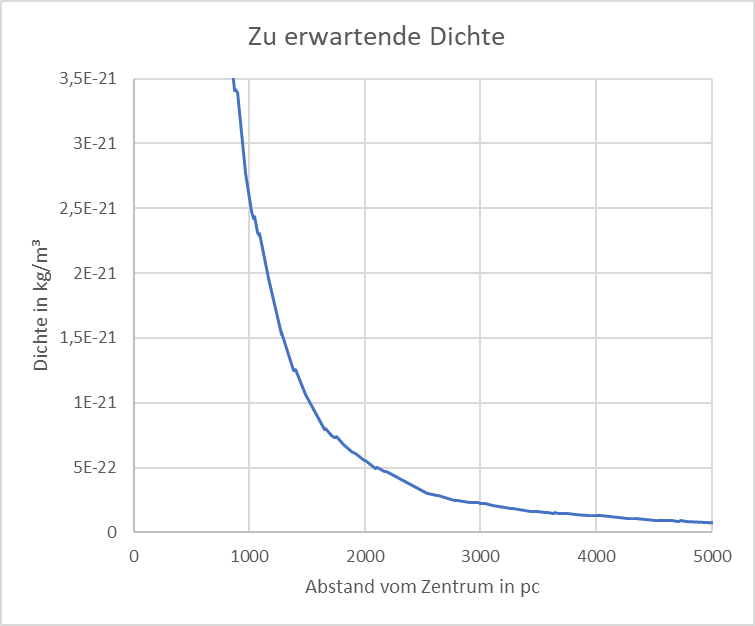 Zu erwartende Dichte
3,5E-21
3E-21
2,5E-21
2E-21
1,5E-21
1E-21
5E-22
0
Dichte in kg/m³
0 1000 2000 3000 4000 5000
Abstand vom Zentrum in pc